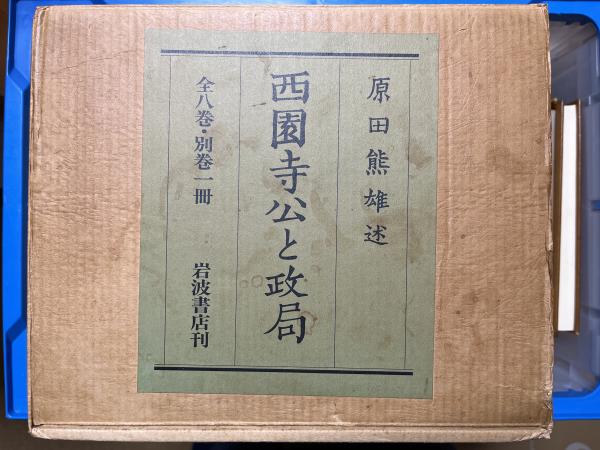 原田熊雄述
西園寺公と政局
全八巻・別巻一冊
岩波書店刊